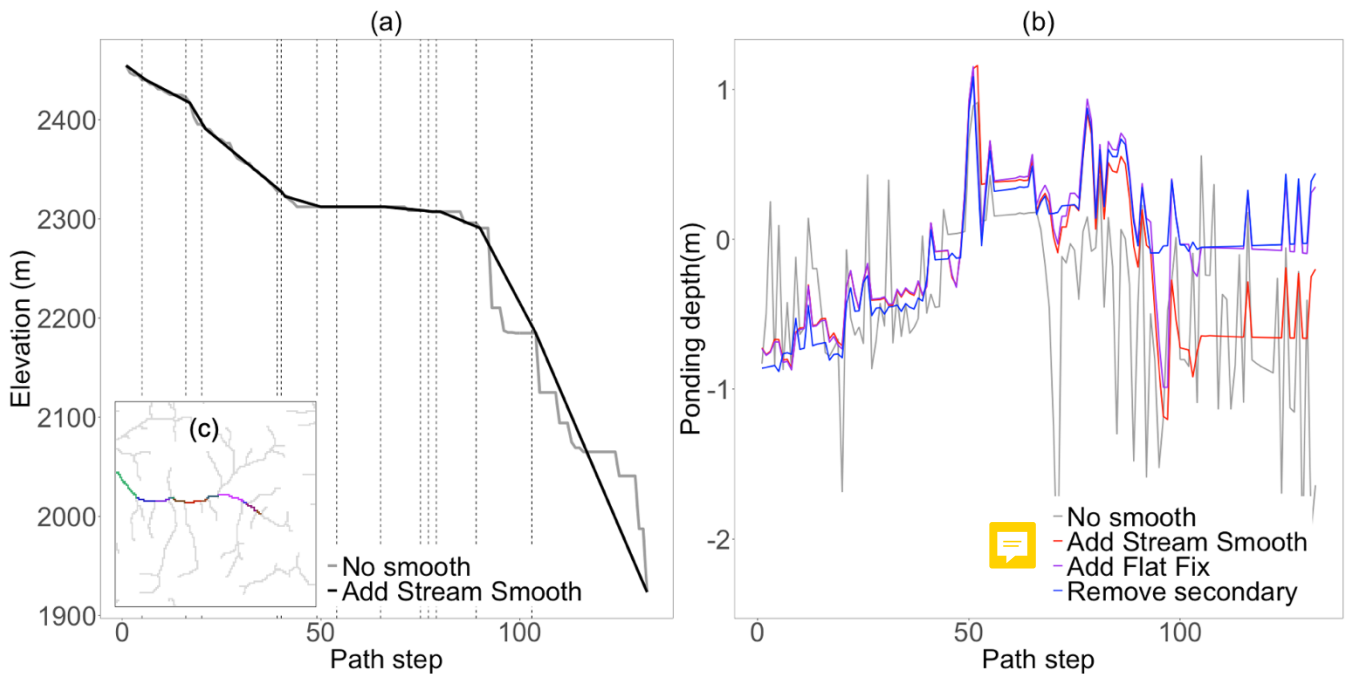 (a)
Elevation (m)
2400
2300
2200
2100
2000
1900
0
50
100
Path step
(c)
No smooth
Add Stream Smooth
(b)
Ponding depth(m)
1
0
-1
-2
0
50
100
Path step
No smooth
Add Stream Smooth
Add Flat Fix
Remove secondary